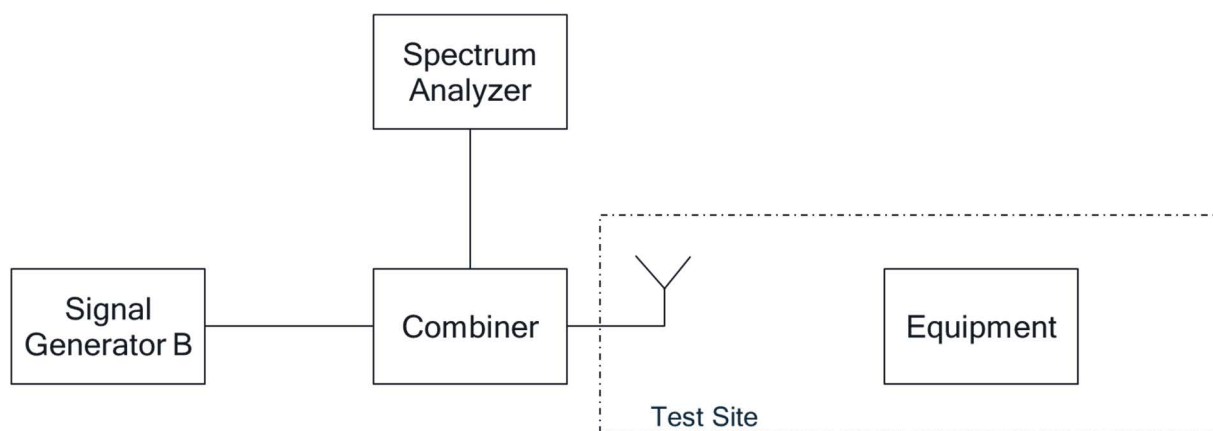 Spectrum
Analyzer
Signal
Generator B
Combiner
Equipment
Test Site